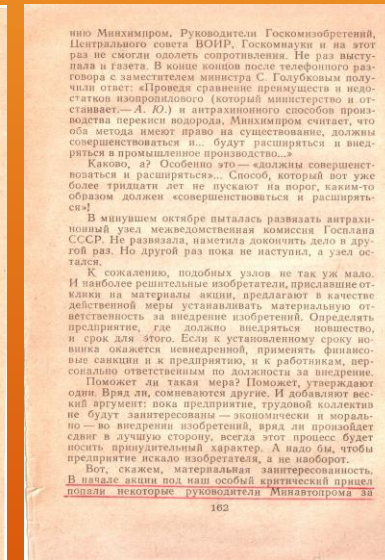 нию Минхимпром. Руководители Госкомизобретений,
Центрального совета ВОИР, Госкомнауки и на этот
раз не смогли одолеть сопротивления. Не раз высту-
пала и газета. В конце концов после телефонного раз-
говора с заместителем министра С. Голубковым полу-
чили ответ: «Проведя сравнение преимуществ и недо-
статков изопропилового (который министерство и от-
стаивает.— А. Ю.) и антрахинонного способов произ-
водства перекиси водорода, Минхимпром считает, что
оба метода имеют право на существование, должны
совершенствоваться и... будут расширяться и внед-
ряться в промышленное производство...»
Каково, а? Особенно это — «должны совершенст-
воваться и расширяться»... Способ, который вот уже
более тридцати лет не пускают на порог, каким-то
образом должен «совершенствоваться и расширять-
ся»!
В минувшем октябре пыталась развязать антрахи-
нонный узел межведомственная комиссия Госплана
СССР. Не развязала, наметила докончить дело в дру-
гой раз. Но другой раз пока не наступил, а узел ос-
тался.
К сожалению, подобных узлов не так уж мало.
И наиболее решительные изобретатели, приславшие от-
клики на материалы акции, предлагают в качестве
действенной меры устанавливать материальную от-
ветственность за внедрение изобретений. Определять
предприятие, где должно внедряться новшество,
и срок для этого. Если к установленному сроку но-
винка окажется невнедренной, применять финансо-
вые санкции и к предприятию, и к работникам, пер-
сонально ответственным по должности за внедрение.
Поможет ли такая мера? Поможет, утверждают
одни. Вряд ли, сомневаются другие. И добавляют вес-
кий аргумент: пока предприятие, трудовой коллектив
не будут заинтересованы — экономически и мораль-
но — во внедрении изобретений, вряд ли произойдет
сдвиг в лучшую сторону, всегда этот процесс будет
носить принудительный характер. А надо бы, чтобы
предприятие искало изобретателя, а не наоборот.
Вот, скажем, материальная заинтересованность.
В начале акции под наш особый критический прицел
попали некоторые руководители Минавтопрома за
162